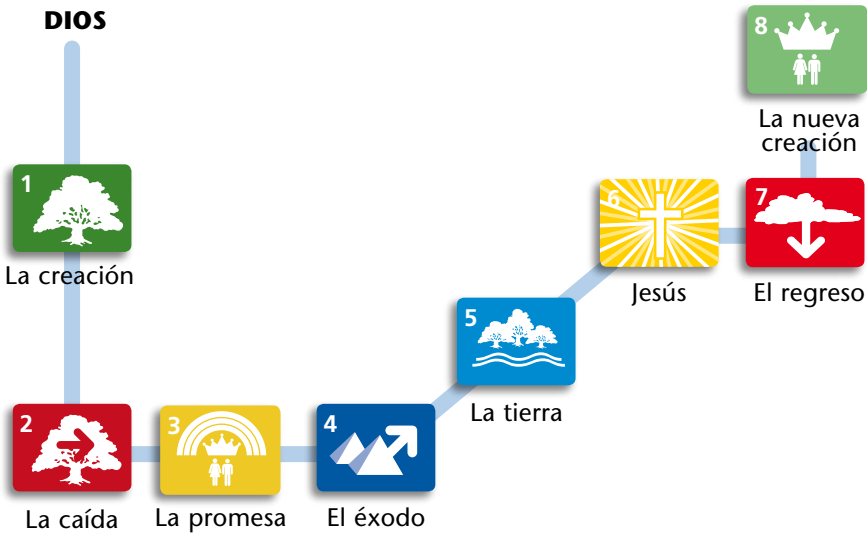 DIOS
1
La creación
2
La caída
3
La promesa
4
El éxodo
5
La tierra
6
Jesús
7
El regreso
8
La nueva
creación